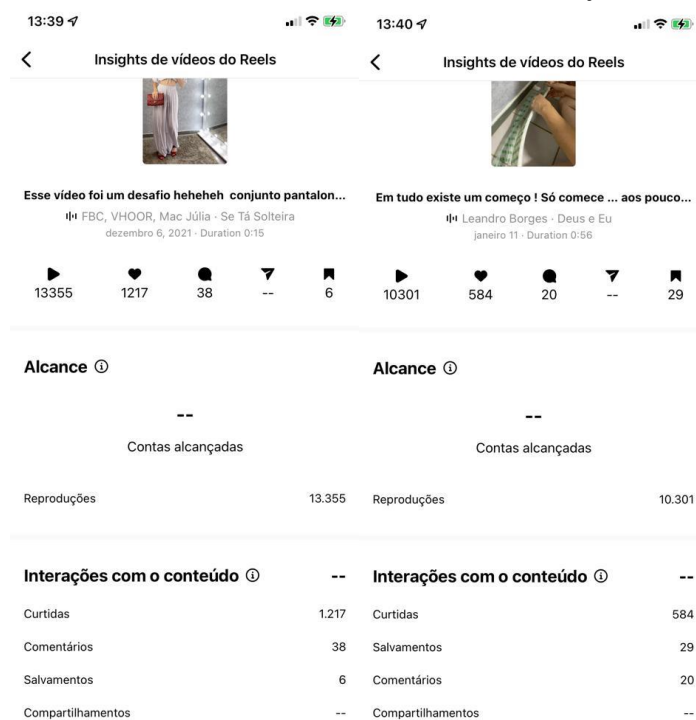 13:39
Insights de vídeos do Reels
Esse vídeo foi um desafio heheheh conjunto pantalon...
FBC, VHOOR, Mac Júlia · Se Tá Solteira
dezembro 6, 2021 · Duration 0:15
13355 1217 38 -- 6
Alcance
--
Contas alcançadas
Reproduções 13.355
Interações com o conteúdo --
Curtidas 1.217
Comentários 38
Salvamentos 6
Compartilhamentos --
13:40
Insights de vídeos do Reels
Em tudo existe um começo ! Só comece ... aos pouco...
Leandro Borges · Deus e Eu
janeiro 11 · Duration 0:56
10301 584 20 -- 29
Alcance
--
Contas alcançadas
Reproduções 10.301
Interações com o conteúdo --
Curtidas 584
Salvamentos 29
Comentários 20
Compartilhamentos --